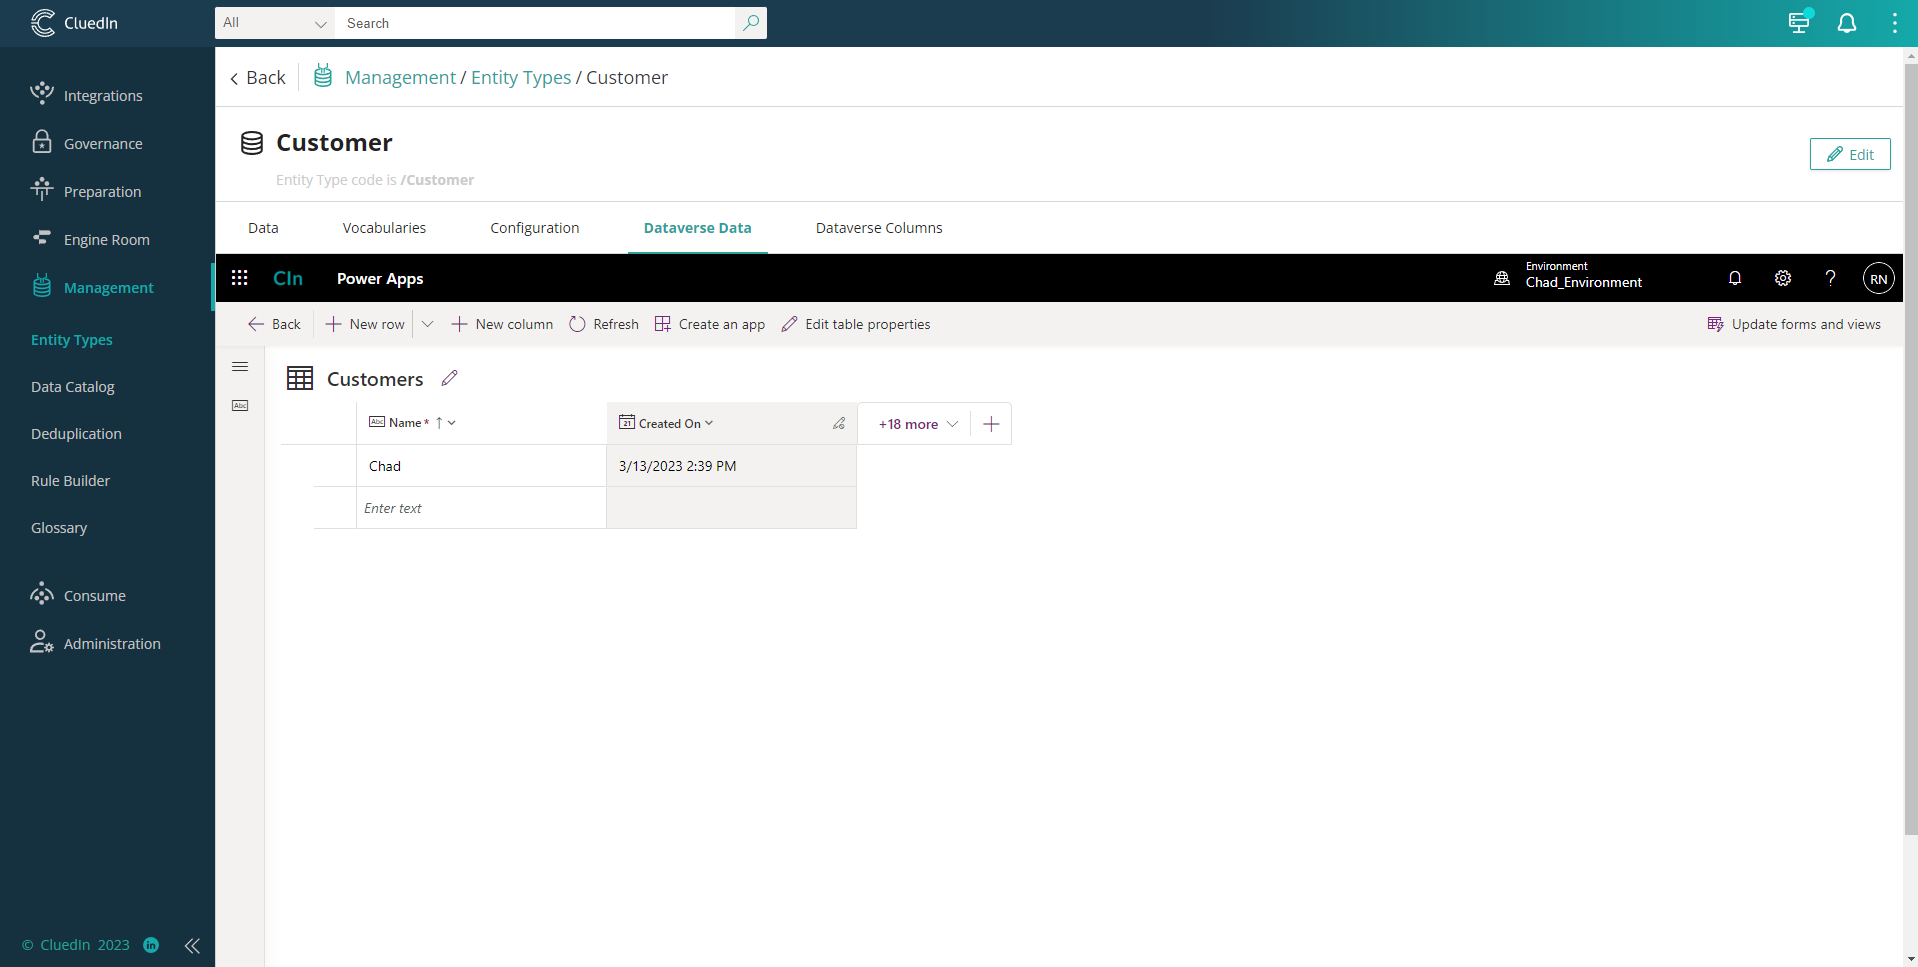 CluedIn
All
Search
Integrations
Governance
Preparation
Engine Room
Management
Entity Types
Data Catalog
Deduplication
Rule Builder
Glossary
Consume
Administration
© CluedIn 2023 in
Back
Management / Entity Types / Customer
Customer
Entity Type code is /Customer
Edit
Data Vocabularies Configuration Dataverse Data Dataverse Columns
CIn Power Apps
Environment
Chad_Environment
? RN
Back New row New column Refresh Create an app Edit table properties Update forms and views
Abc
Customers
Abc Name * ↑ 21 Created On +18 more
Chad 3/13/2023 2:39 PM
Enter text